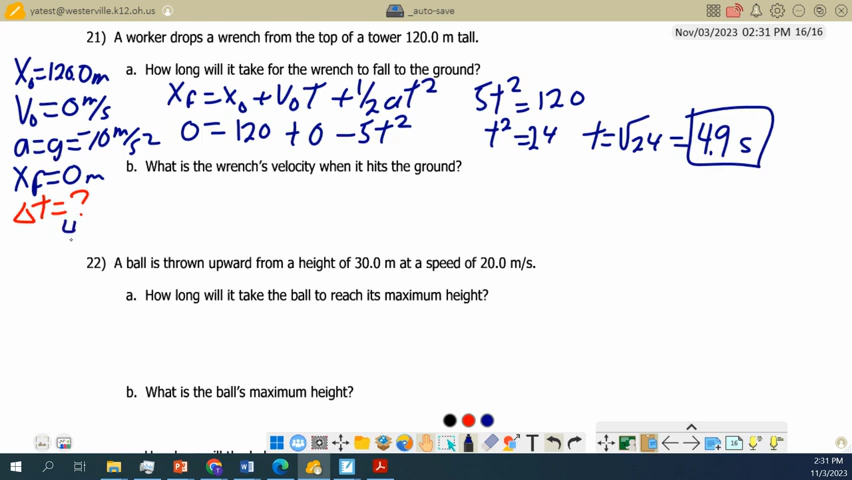 yatest@westerville.k12.oh.us
_auto-save
Nov/03/2023 02:31 PM 16/16
21) A worker drops a wrench from the top of a tower 120.0 m tall.
a. How long will it take for the wrench to fall to the ground?
X₀=120.0m
V₀=0m/s
a=g=-10m/s²
Xf=0m
Δt=?
4
Xf=X₀+V₀T+1/2at²
0=120+0-5t²
5t²=120
t²=24
t=√24=4.9s
b. What is the wrench's velocity when it hits the ground?
22) A ball is thrown upward from a height of 30.0 m at a speed of 20.0 m/s.
a. How long will it take the ball to reach its maximum height?
b. What is the ball's maximum height?
16
2:31 PM
11/3/2023